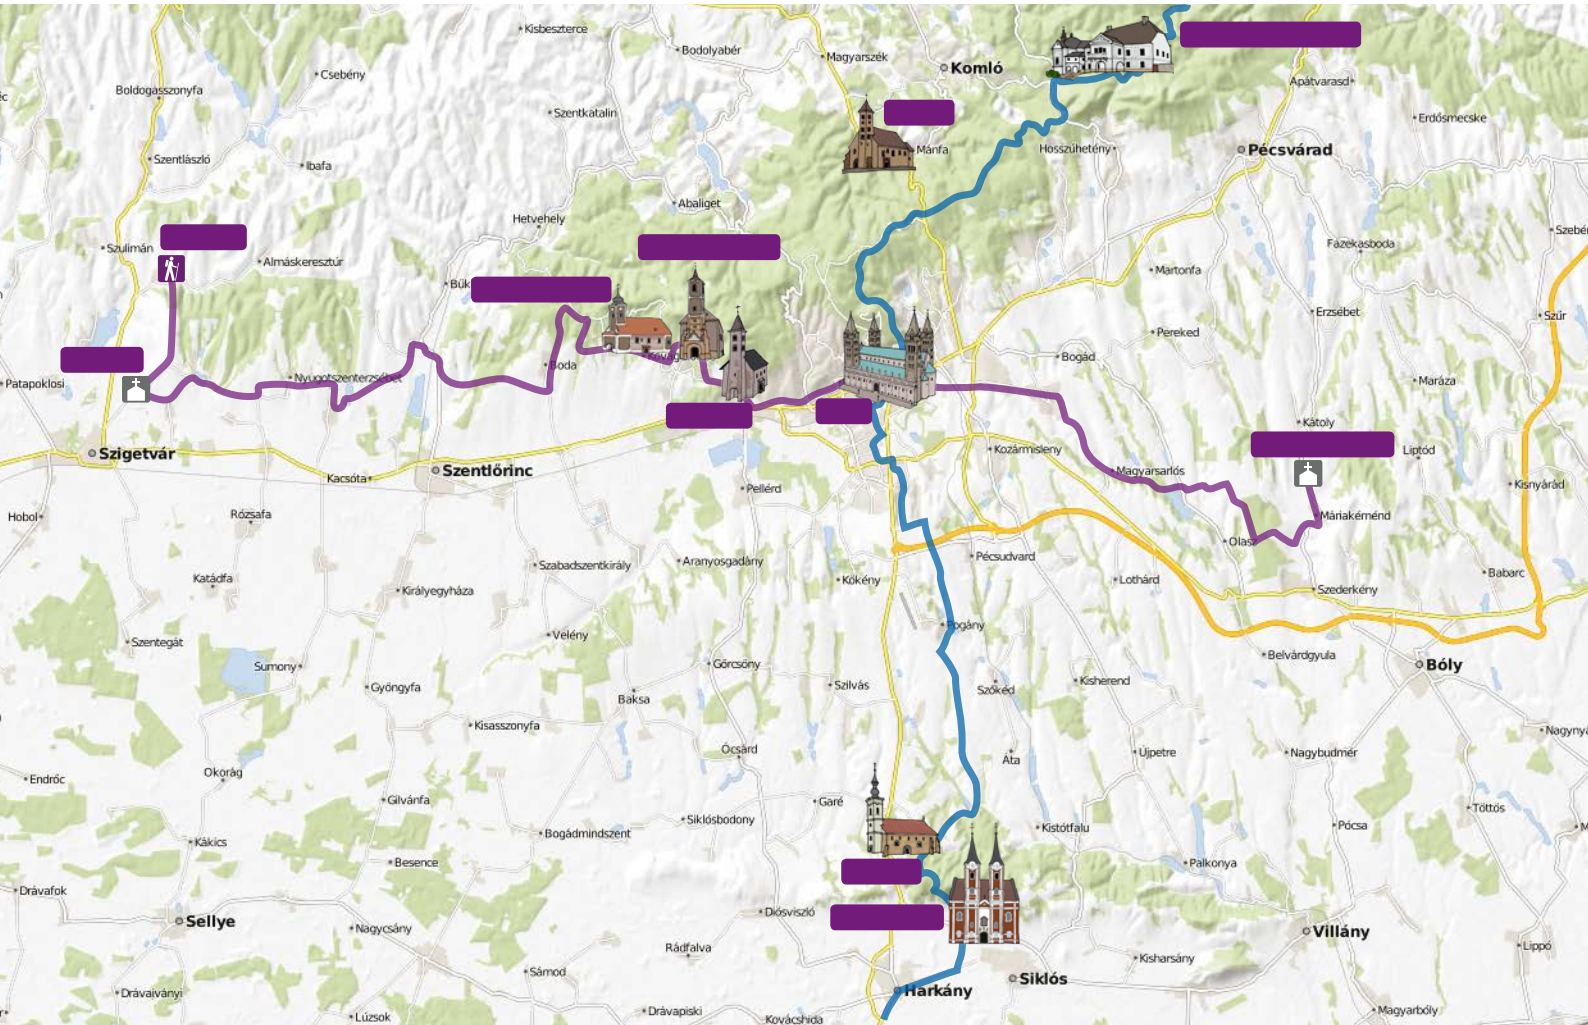 Kisbeszterce
Bodolyabér
Magyarszék
Komló
Csebény
Apátvarasd
Boldogasszonyfa
Szentkatalin
Erdősmecske
Mánfa
Hosszúhetény
Pécsvárad
Szentlászló
Ibafa
Abaliget
Hetvehely
Szebé
Szulimán
Fazekasboda
Almáskeresztúr
Martonfa
Bük
Erzsébet
Szűr
Pereked
Bogád
Boda
Patapoklosi
Nyugotszenterzsébet
Maráza
Kátoly
Szigetvár
Kozármisleny
Liptód
Szentlőrinc
Magyarsarlós
Kacsóta
Pellérd
Kisnyárád
Hobol
Rózsafa
Máriakéménd
Olasz
Pécsudvard
Aranyosgadány
Szabadszentkirály
Babarc
Katádfa
Kökény
Lothárd
Királyegyháza
Szederkény
Pogány
Velény
Szentegát
Belvárdgyula
Sumony
Görcsöny
Bóly
Gyöngyfa
Szilvás
Szőkéd
Kisherend
Baksa
Kisasszonyfa
Nagyny
Ócsárd
Újpetre
Nagybudmér
Áta
Okorág
Endrőc
Gilvánfa
Garé
Töttös
Siklósbodony
Kistótfalu
Pócsa
Bogádmindszent
Kákics
Besence
Palkonya
Drávafok
Diósviszló
Sellye
Nagycsány
Villány
Rádfalva
Lippó
Kisharsány
Sámod
Siklós
Harkány
Drávaiványi
Drávapiski
Magyarbóly
Lúzsok
Kovácshida